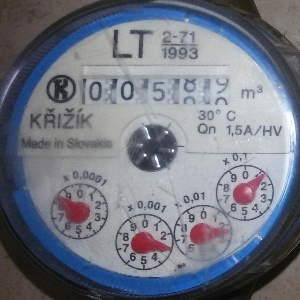 LT 2-71
1993
K 0 0 5 8 9 m³
KŘIŽÍK 30° C
Made in Slovakia Qn 1,5A/HV
x 0,1
x 0,0001 x 0,01
x 0,001